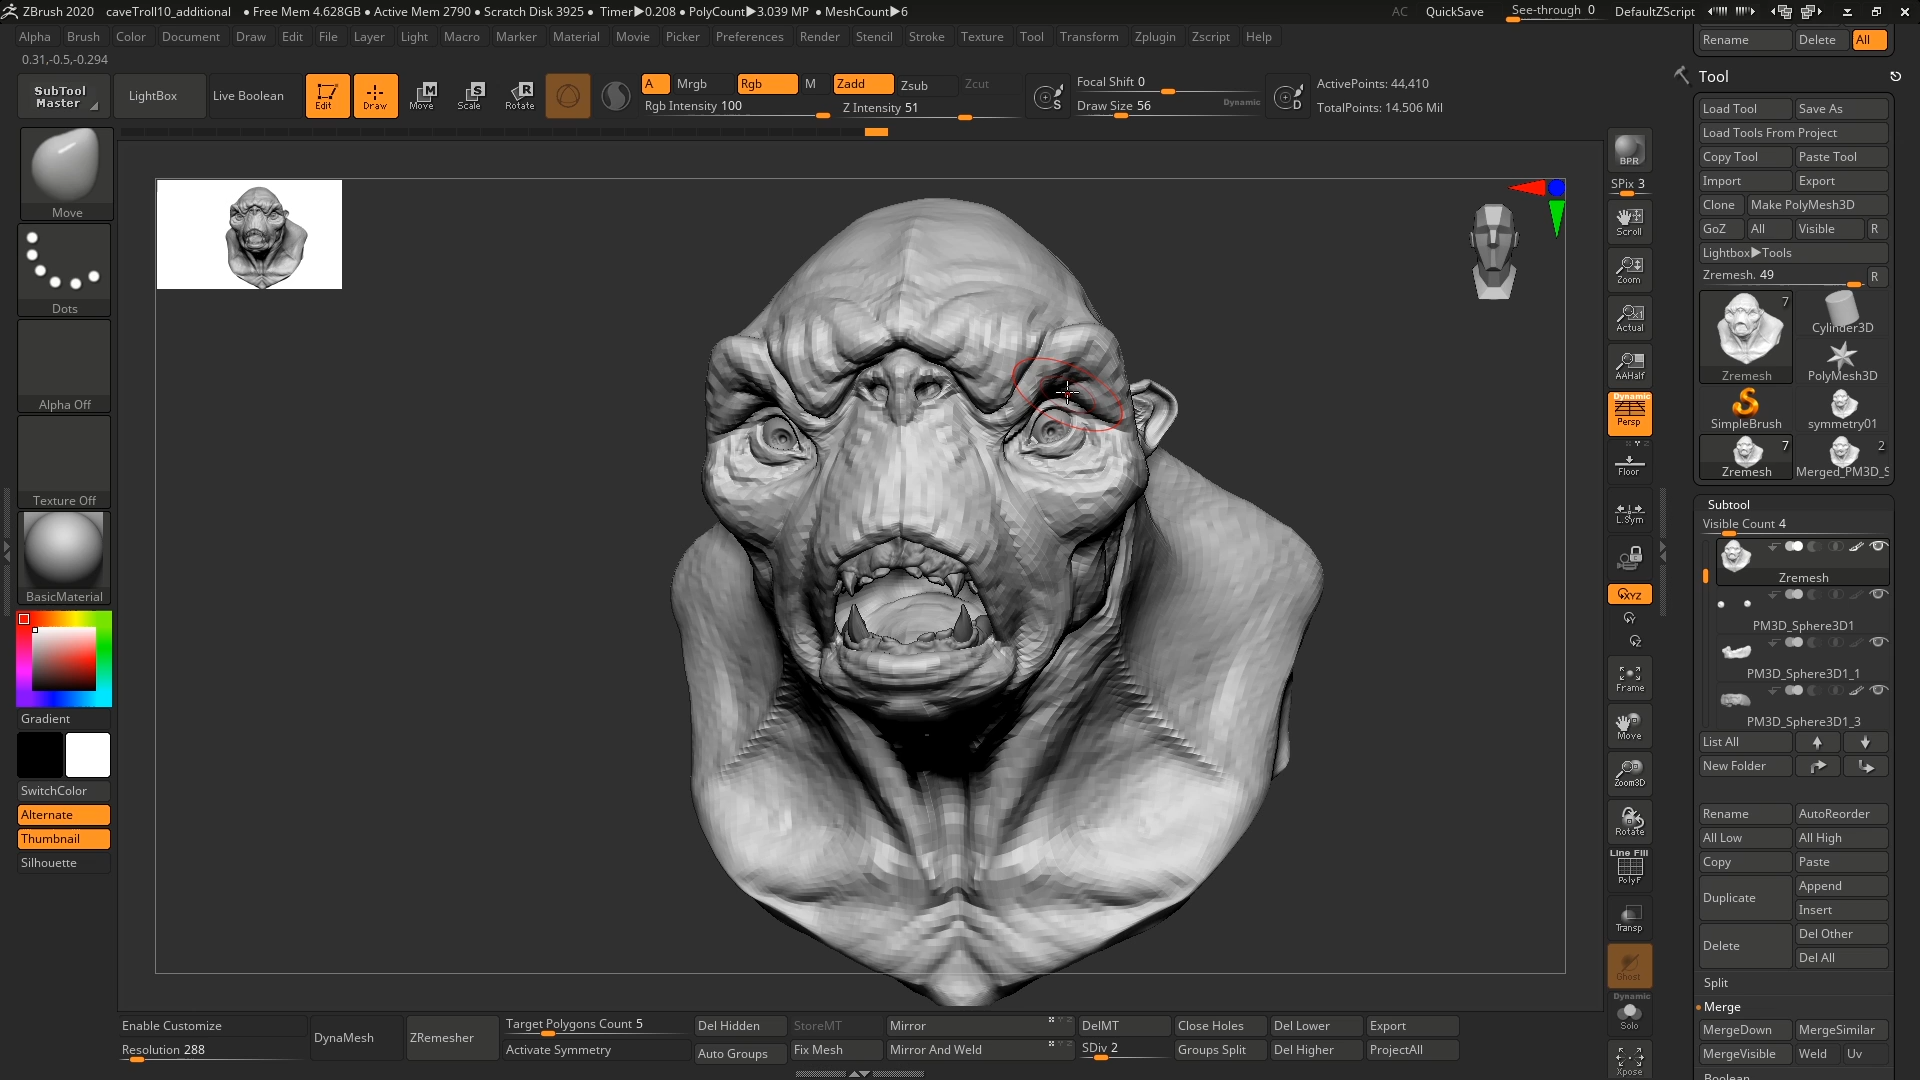 ZBrush 2020 caveTroll10_additional • Free Mem 4.628GB • Active Mem 2790 • Scratch Disk 3925 • Timer▶0.208 • PolyCount▶3.039 MP • MeshCount▶6 AC QuickSave See-through 0 DefaultZScript
Alpha Brush Color Document Draw Edit File Layer Light Macro Marker Material Movie Picker Preferences Render Stencil Stroke Texture Tool Transform Zplugin Zscript Help
0.31,-0.5,-0.294
SubTool Master
LightBox
Live Boolean
Edit
Draw
Move
Scale
Rotate
A Mrgb Rgb M Zadd Zsub Zcut
Rgb Intensity 100 Z Intensity 51
S
Focal Shift 0
Draw Size 56 Dynamic
D
ActivePoints: 44,410
TotalPoints: 14.506 Mil
Move
Dots
Alpha Off
Texture Off
BasicMaterial
Gradient
SwitchColor
Alternate
Thumbnail
Silhouette
BPR
SPix 3
Scroll
Zoom
Actual
AAHalf
Dynamic
Persp
Floor
L.Sym
XYZ
Y
Z
Frame
Move
Zoom3D
Rotate
Line Fill
PolyF
Transp
Ghost
Dynamic
Solo
Xpose
Rename Delete All
Tool
Load Tool Save As
Load Tools From Project
Copy Tool Paste Tool
Import Export
Clone Make PolyMesh3D
GoZ All Visible R
Lightbox▶Tools
Zremesh. 49 R
7
Zremesh
Cylinder3D
PolyMesh3D
SimpleBrush symmetry01
7 2
Zremesh Merged_PM3D_S
Subtool
Visible Count 4
Zremesh
PM3D_Sphere3D1
PM3D_Sphere3D1_1
PM3D_Sphere3D1_3
List All
New Folder
Rename AutoReorder
All Low All High
Copy Paste
Duplicate Append
Insert
Delete Del Other
Del All
Split
Merge
MergeDown MergeSimilar
MergeVisible Weld Uv
Boolean
Enable Customize
Resolution 288
DynaMesh
ZRemesher
Target Polygons Count 5
Activate Symmetry
Del Hidden StoreMT Mirror DelMT Close Holes Del Lower Export
Auto Groups Fix Mesh Mirror And Weld SDiv 2 Groups Split Del Higher ProjectAll